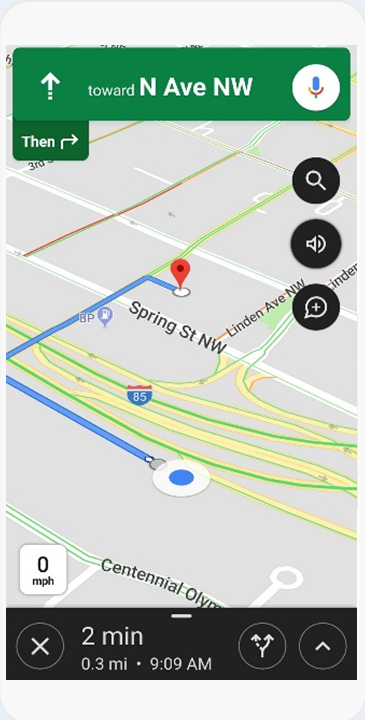 toward N Ave NW
Then
3rd S
Linden Ave NW
Linden
BP
Spring St NW
85
0
mph
Centennial Olym
2 min
0.3 mi • 9:09 AM